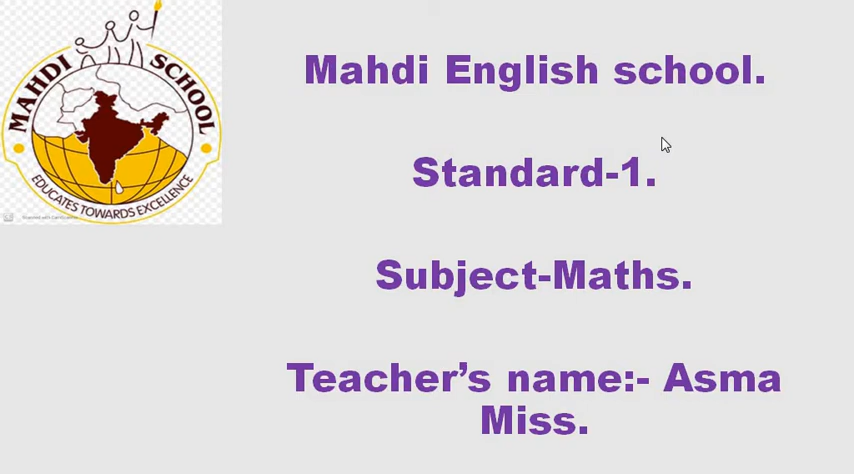 MAHDI SCHOOL
EDUCATES TOWARDS EXCELLENCE
Mahdi English school.
Standard-1.
Subject-Maths.
Teacher’s name:- Asma
Miss.